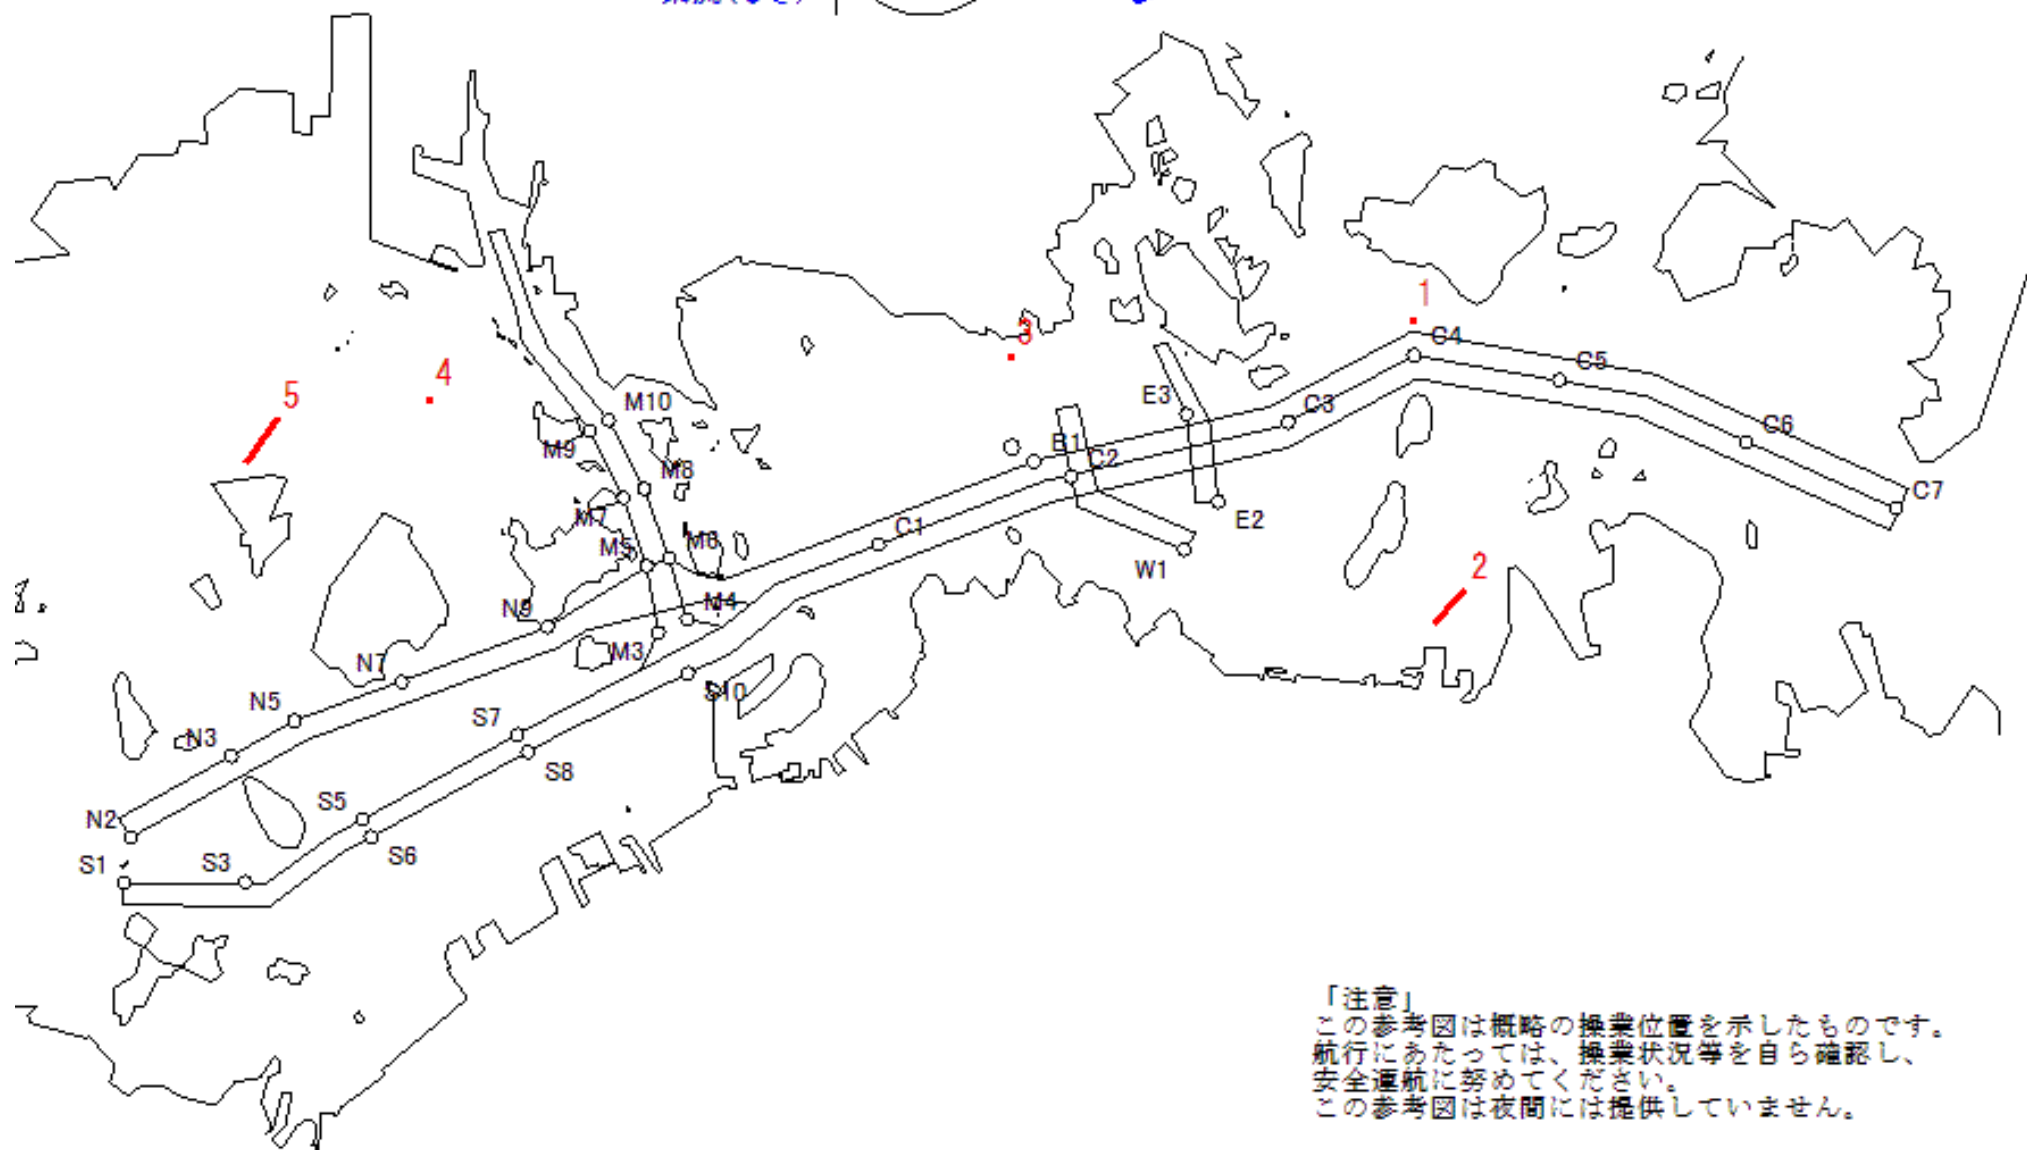 1
C4
3
C5
4
5
M10
E3
C3
C6
M9
B1
C2
M8
C7
M7
E2
C1
M5
M6
W1
2
N9
M4
M3
N7
S10
N5
S7
N3
S8
S5
N2
S6
S1
S3
「注意」
この参考図は概略の操業位置を示したものです。
航行にあたっては、操業状況等を自ら確認し、
安全運航に努めてください。
この参考図は夜間には提供していません。